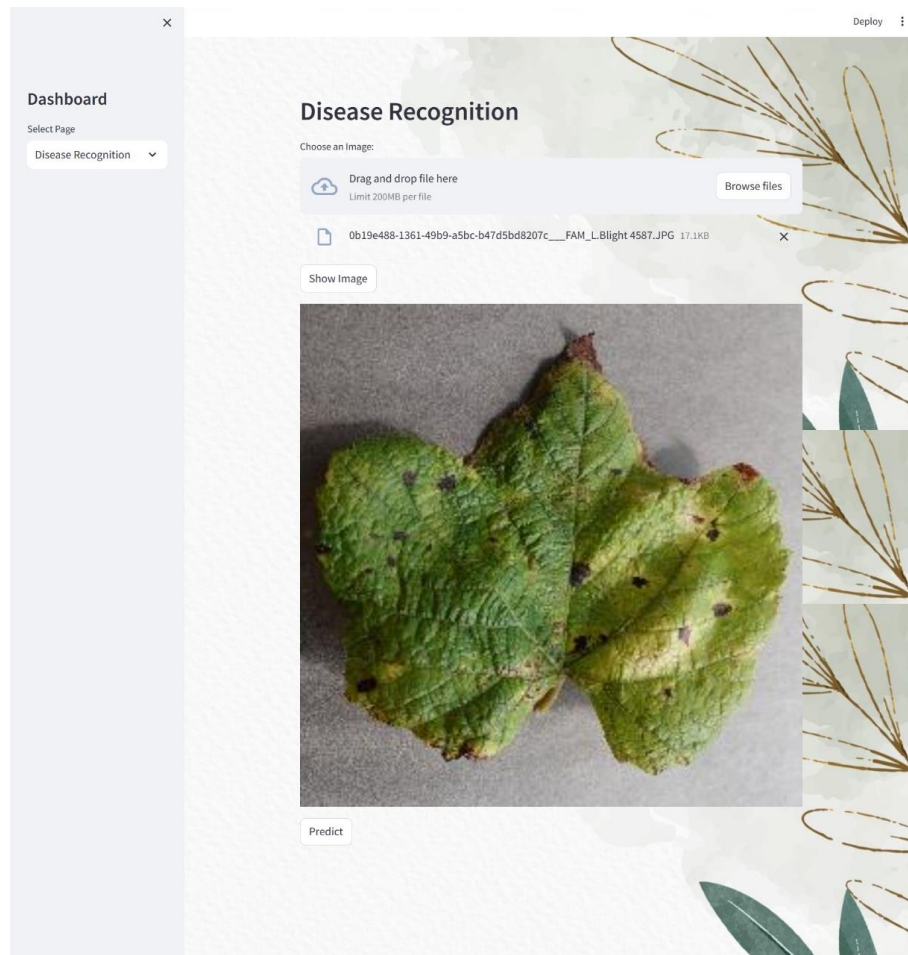 Deploy
Dashboard
Select Page
Disease Recognition
Disease Recognition
Choose an Image:
Drag and drop file here
Limit 200MB per file
Browse files
0b19e488-1361-49b9-a5bc-b47d5bd8207c___FAM_L.Blight 4587.JPG 17.1KB
Show Image
Predict